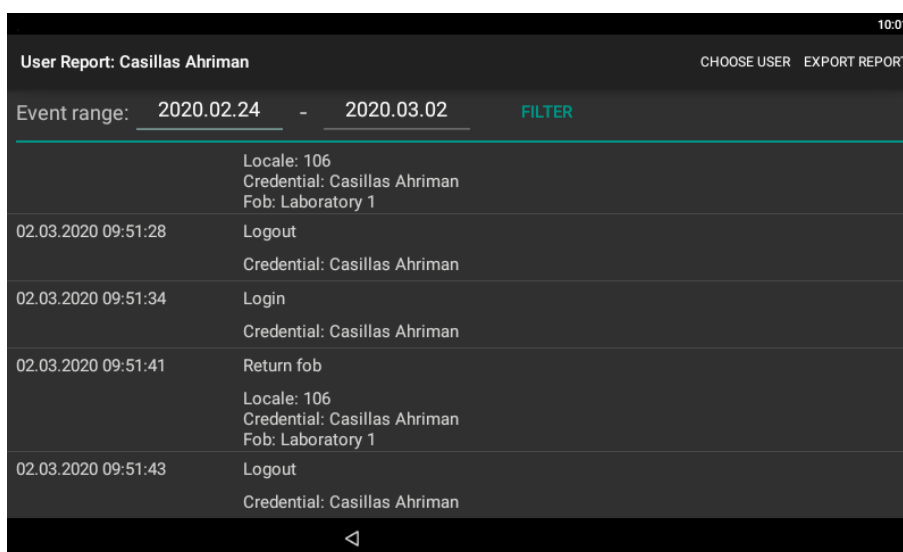 10:0
User Report: Casillas Ahriman CHOOSE USER EXPORT REPORT
Event range: 2020.02.24 - 2020.03.02 FILTER
Locale: 106
Credential: Casillas Ahriman
Fob: Laboratory 1
02.03.2020 09:51:28 Logout
Credential: Casillas Ahriman
02.03.2020 09:51:34 Login
Credential: Casillas Ahriman
02.03.2020 09:51:41 Return fob
Locale: 106
Credential: Casillas Ahriman
Fob: Laboratory 1
02.03.2020 09:51:43 Logout
Credential: Casillas Ahriman